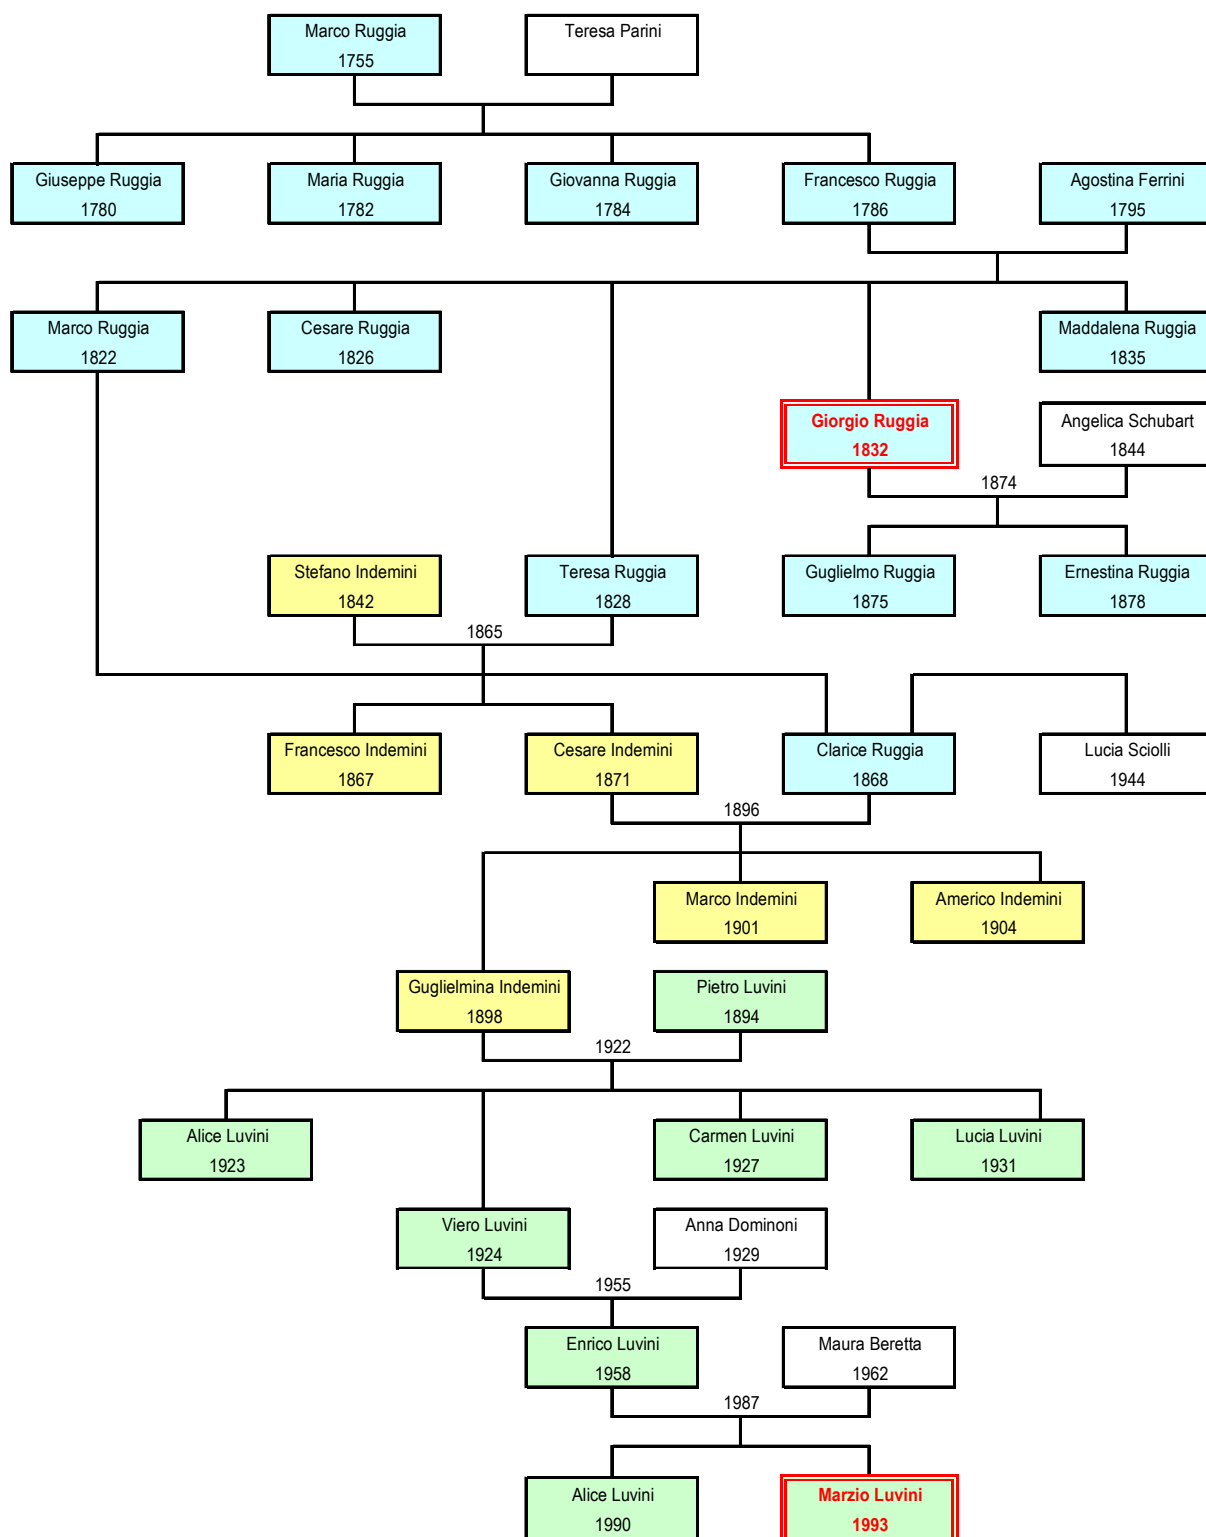 Marco Ruggia
1755
Teresa Parini
Giuseppe Ruggia
1780
Maria Ruggia
1782
Giovanna Ruggia
1784
Francesco Ruggia
1786
Agostina Ferrini
1795
Marco Ruggia
1822
Cesare Ruggia
1826
Maddalena Ruggia
1835
Giorgio Ruggia
1832
Angelica Schubart
1844
1874
Stefano Indemini
1842
Teresa Ruggia
1828
Guglielmo Ruggia
1875
Ernestina Ruggia
1878
1865
Francesco Indemini
1867
Cesare Indemini
1871
Clarice Ruggia
1868
Lucia Sciolli
1944
1896
Marco Indemini
1901
Americo Indemini
1904
Guglielmina Indemini
1898
Pietro Luvini
1894
1922
Alice Luvini
1923
Carmen Luvini
1927
Lucia Luvini
1931
Viero Luvini
1924
Anna Dominoni
1929
1955
Enrico Luvini
1958
Maura Beretta
1962
1987
Alice Luvini
1990
Marzio Luvini
1993